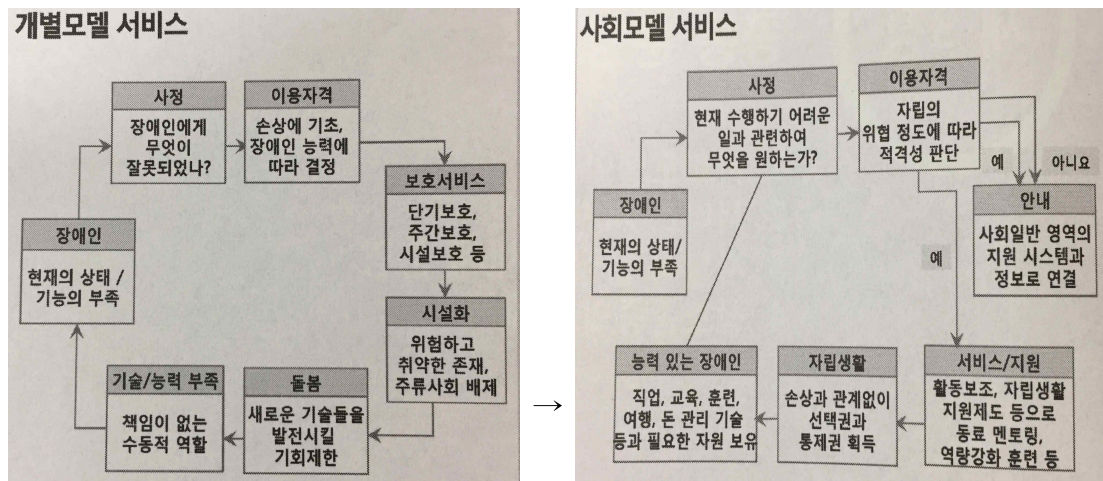 개별모델 서비스
장애인
현재의 상태 /
기능의 부족
사정
장애인에게
무엇이
잘못되었나?
이용자격
손상에 기초,
장애인 능력에
따라 결정
보호서비스
단기보호,
주간보호,
시설보호 등
시설화
위험하고
취약한 존재,
주류사회 배제
돌봄
새로운 기술들을
발전시킬
기회제한
기술/능력 부족
책임이 없는
수동적 역할
→
사회모델 서비스
장애인
현재의 상태/
기능의 부족
사정
현재 수행하기 어려운
일과 관련하여
무엇을 원하는가?
이용자격
자립의
위협 정도에 따라
적격성 판단
예
아니요
안내
사회일반 영역의
지원 시스템과
정보로 연결
예
서비스/지원
활동보조, 자립생활
지원제도 등으로
동료 멘토링,
역량강화 훈련 등
자립생활
손상과 관계없이
선택권과
통제권 획득
능력 있는 장애인
직업, 교육, 훈련,
여행, 돈 관리 기술
등과 필요한 자원 보유